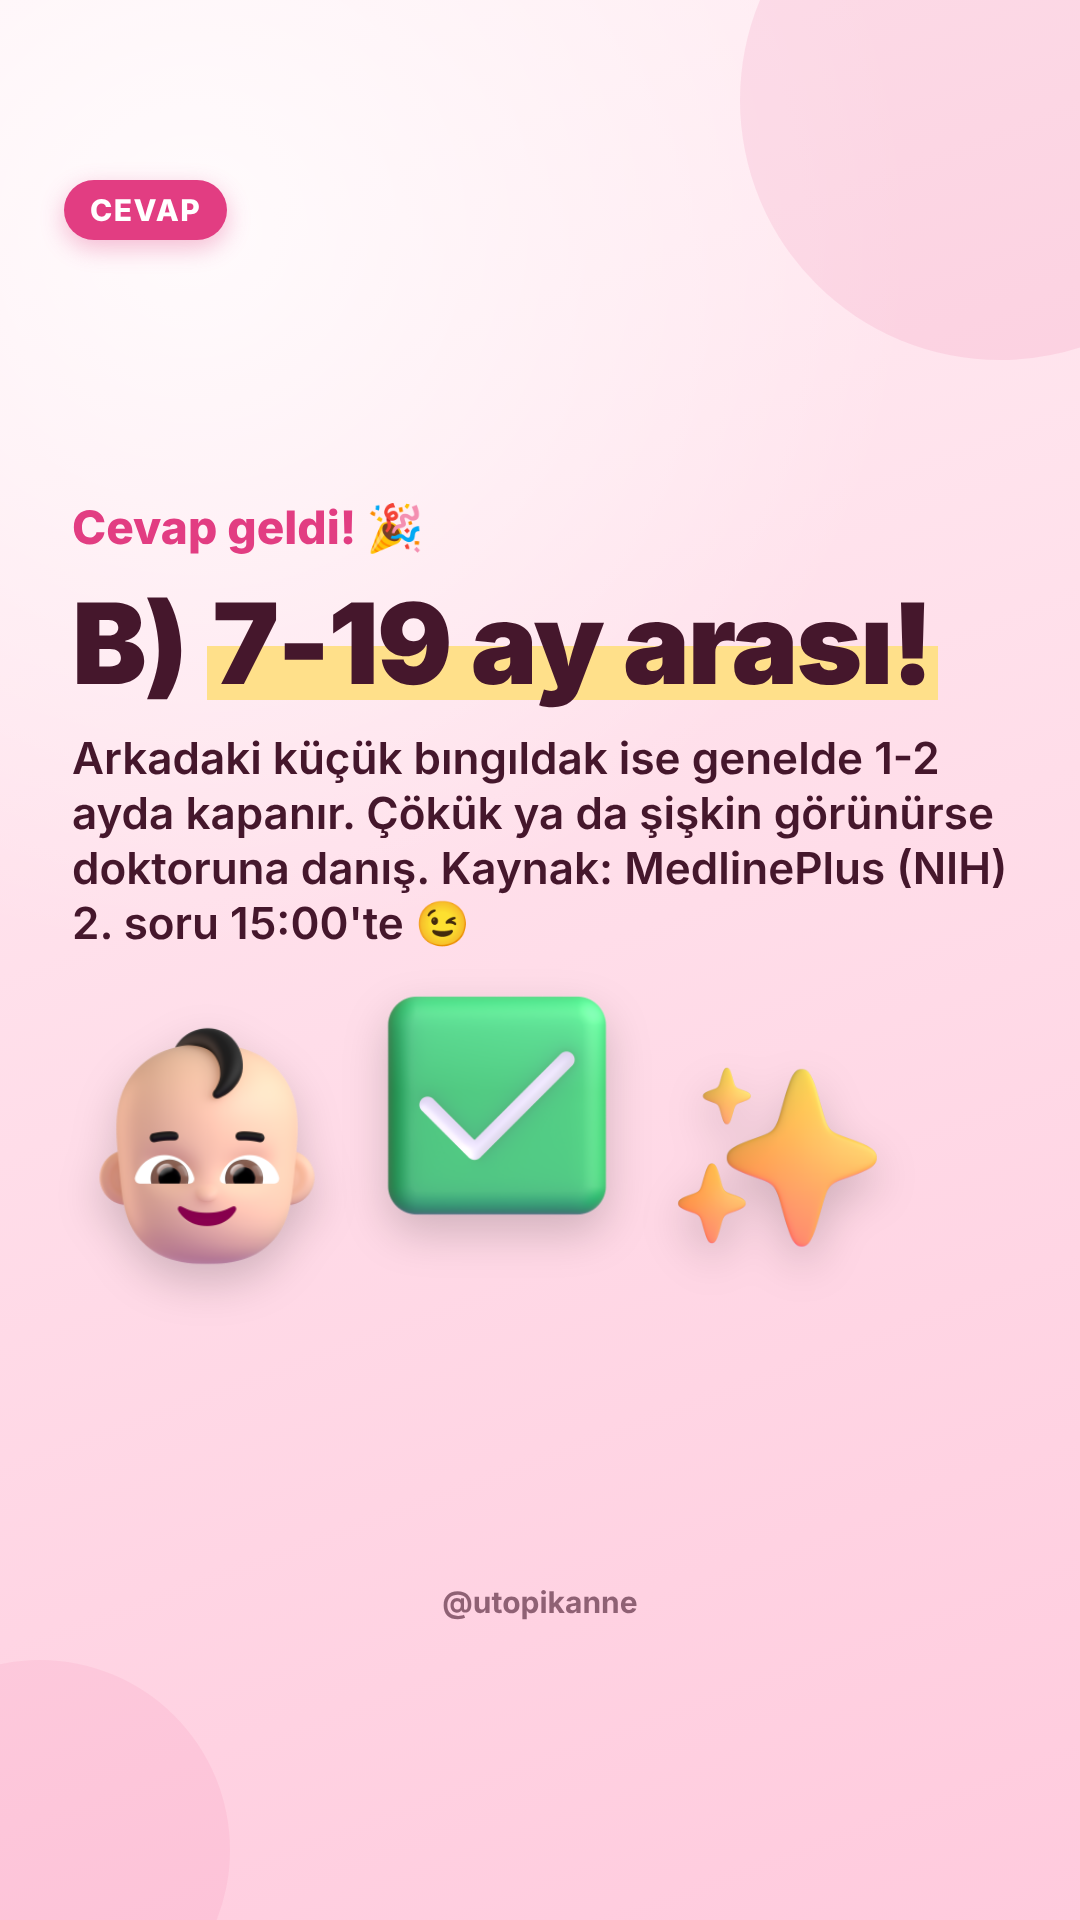 CEVAP
Cevap geldi! 🎉
B) 7-19 ay arası!
Arkadaki küçük bıngıldak ise genelde 1-2
ayda kapanır. Çökük ya da şişkin görünürse
doktoruna danış. Kaynak: MedlinePlus (NIH)
2. soru 15:00'te 😉
@utopikanne